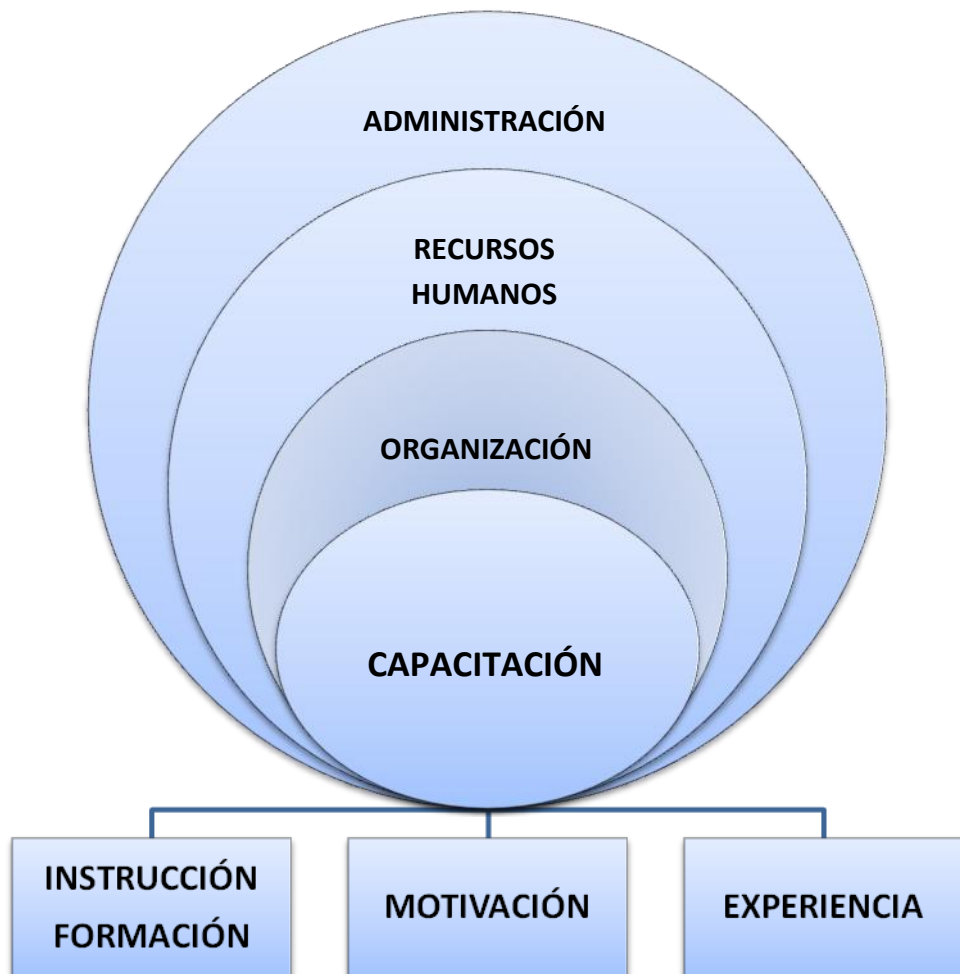 ADMINISTRACIÓN
RECURSOS
HUMANOS
ORGANIZACIÓN
CAPACITACIÓN
INSTRUCCIÓN
FORMACIÓN
MOTIVACIÓN
EXPERIENCIA